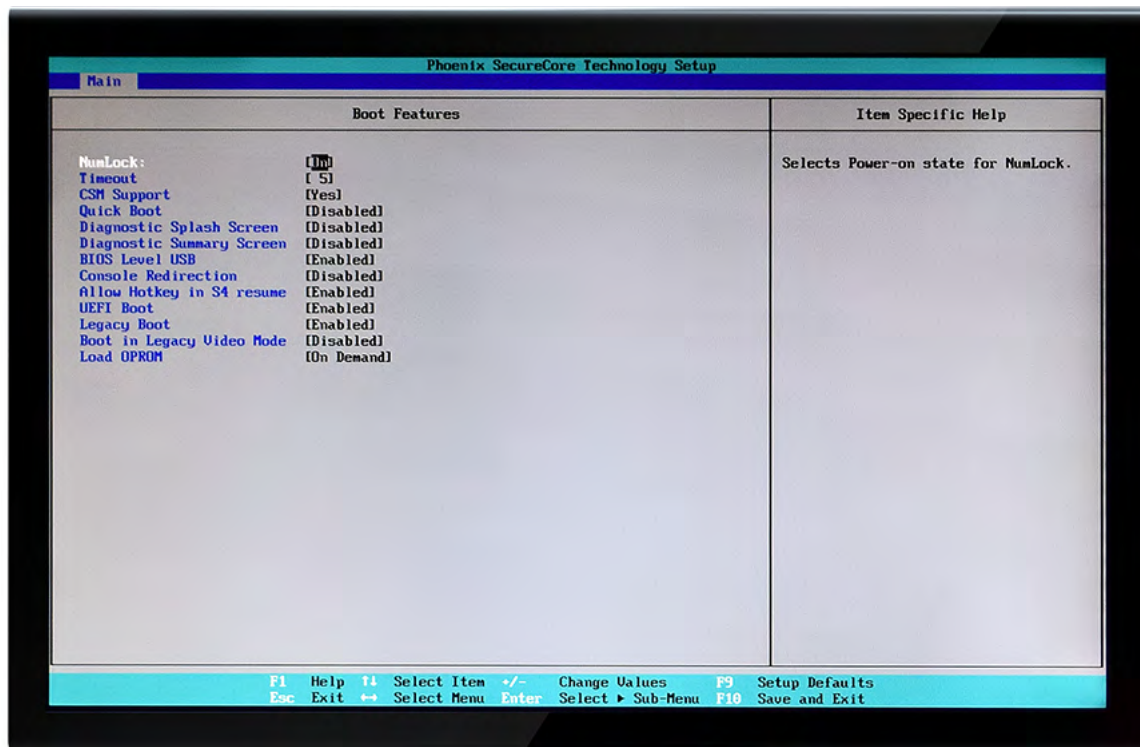 Phoenix SecureCore Technology Setup
Main
Boot Features
Item Specific Help
NumLock:
Selects Power-on state for NumLock.
Timeout [ 5]
CSM Support [Yes]
Quick Boot [Disabled]
Diagnostic Splash Screen [Disabled]
Diagnostic Summary Screen [Disabled]
BIOS Level USB [Enabled]
Console Redirection [Disabled]
Allow Hotkey in S4 resume [Enabled]
UEFI Boot [Enabled]
Legacy Boot [Enabled]
Boot in Legacy Video Mode [Disabled]
Load OPROM [On Demand]
F1 Help ↑↓ Select Item +/- Change Values F9 Setup Defaults
Esc Exit ↔ Select Menu Enter Select ▶ Sub-Menu F10 Save and Exit